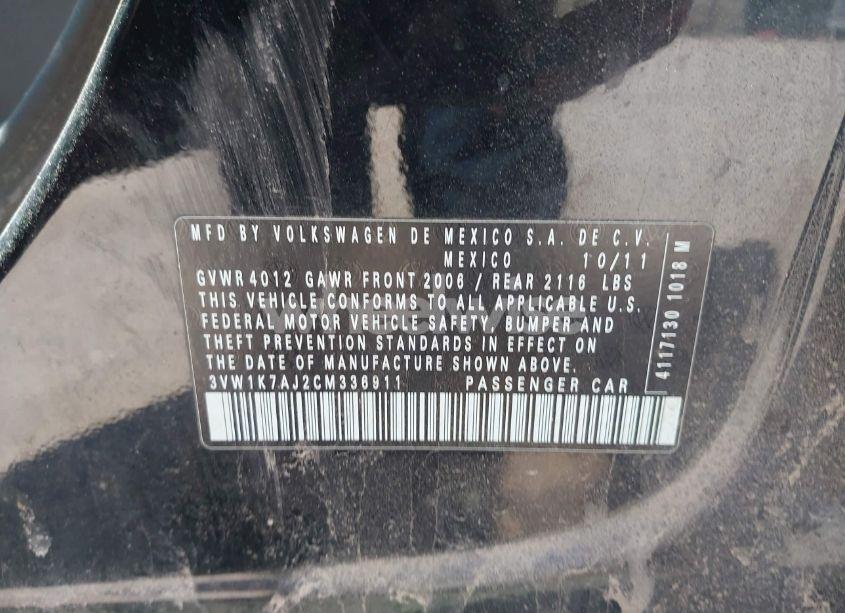 MFD BY VOLKSWAGEN DE MEXICO S.A. DE C.V.
MEXICO 10/11
GVWR 4012 GAWR FRONT 2006 / REAR 2116 LBS
THIS VEHICLE CONFORMS TO ALL APPLICABLE U.S.
FEDERAL MOTOR VEHICLE SAFETY, BUMPER AND
THEFT PREVENTION STANDARDS IN EFFECT ON
THE DATE OF MANUFACTURE SHOWN ABOVE.
3VW1K7AJ2CM336911 PASSENGER CAR
4117130 1018 M